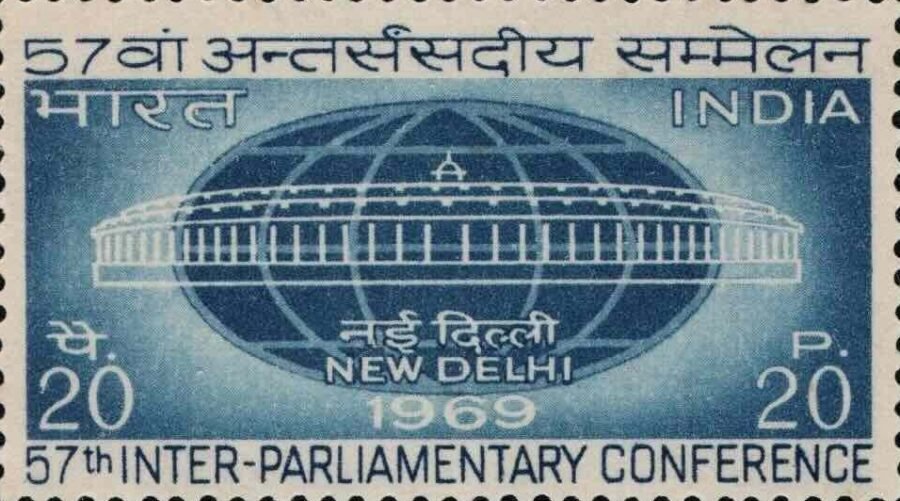 57वां अन्तर्संसदीय सम्मेलन
भारत INDIA
नई दिल्ली
NEW DELHI
पै. P.
20 1969 20
57th INTER-PARLIAMENTARY CONFERENCE